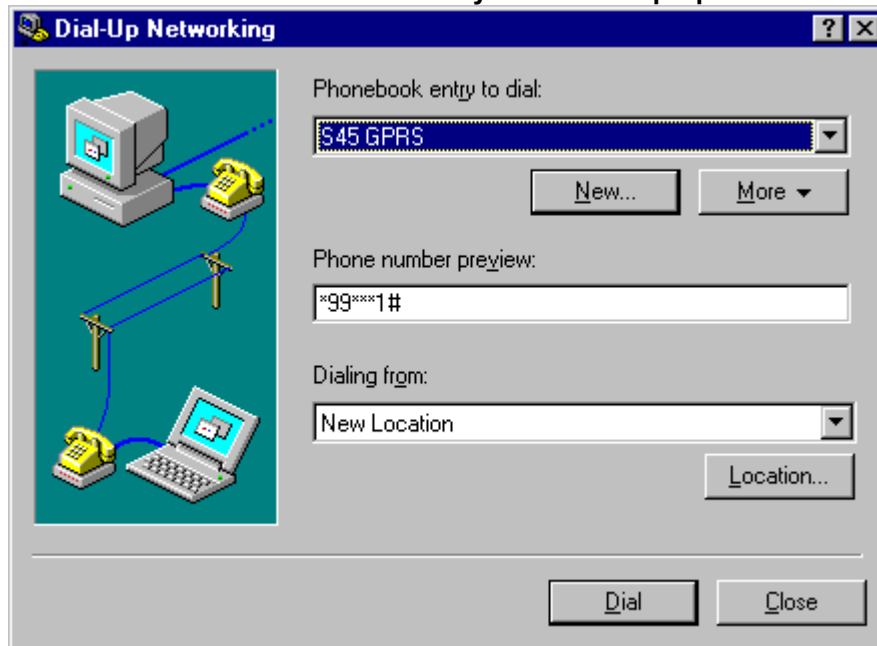 Dial-Up Networking
Phonebook entry to dial:
S45 GPRS
New...
More
Phone number preview:
*99***1#
Dialing from:
New Location
Location...
Dial
Close